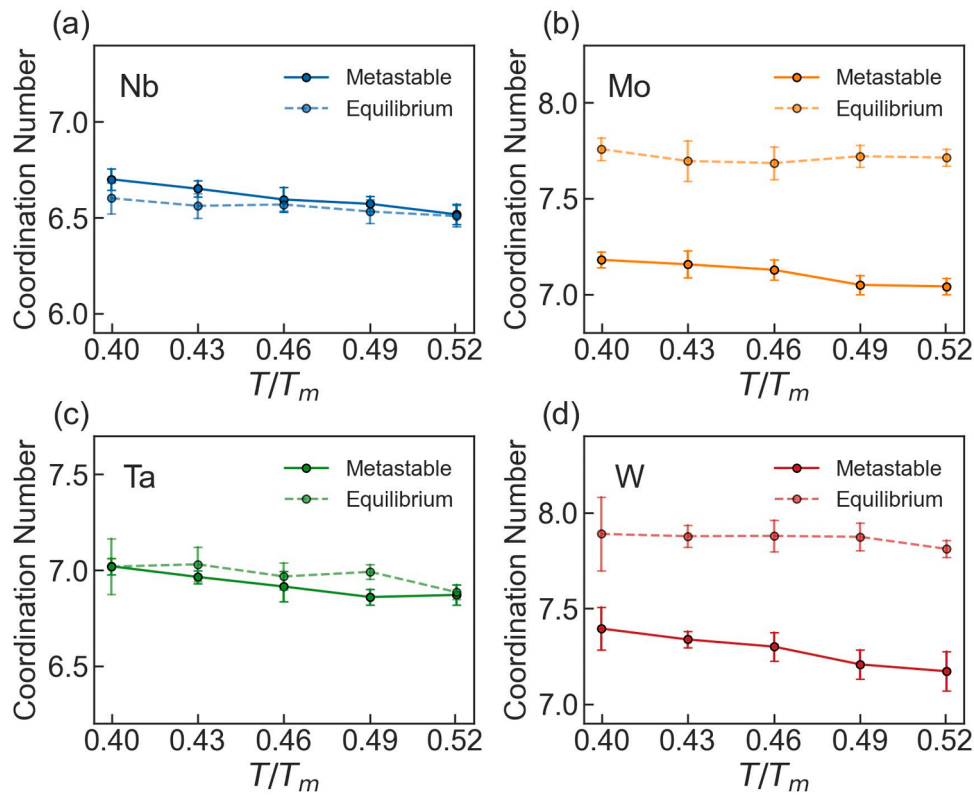 (a)
Nb
Metastable
Equilibrium
Coordination Number
7.0
6.5
6.0
0.40 0.43 0.46 0.49 0.52
T/Tm
(b)
Mo
Metastable
Equilibrium
Coordination Number
8.0
7.5
7.0
0.40 0.43 0.46 0.49 0.52
T/Tm
(c)
Ta
Metastable
Equilibrium
Coordination Number
7.5
7.0
6.5
0.40 0.43 0.46 0.49 0.52
T/Tm
(d)
W
Metastable
Equilibrium
Coordination Number
8.0
7.5
7.0
0.40 0.43 0.46 0.49 0.52
T/Tm